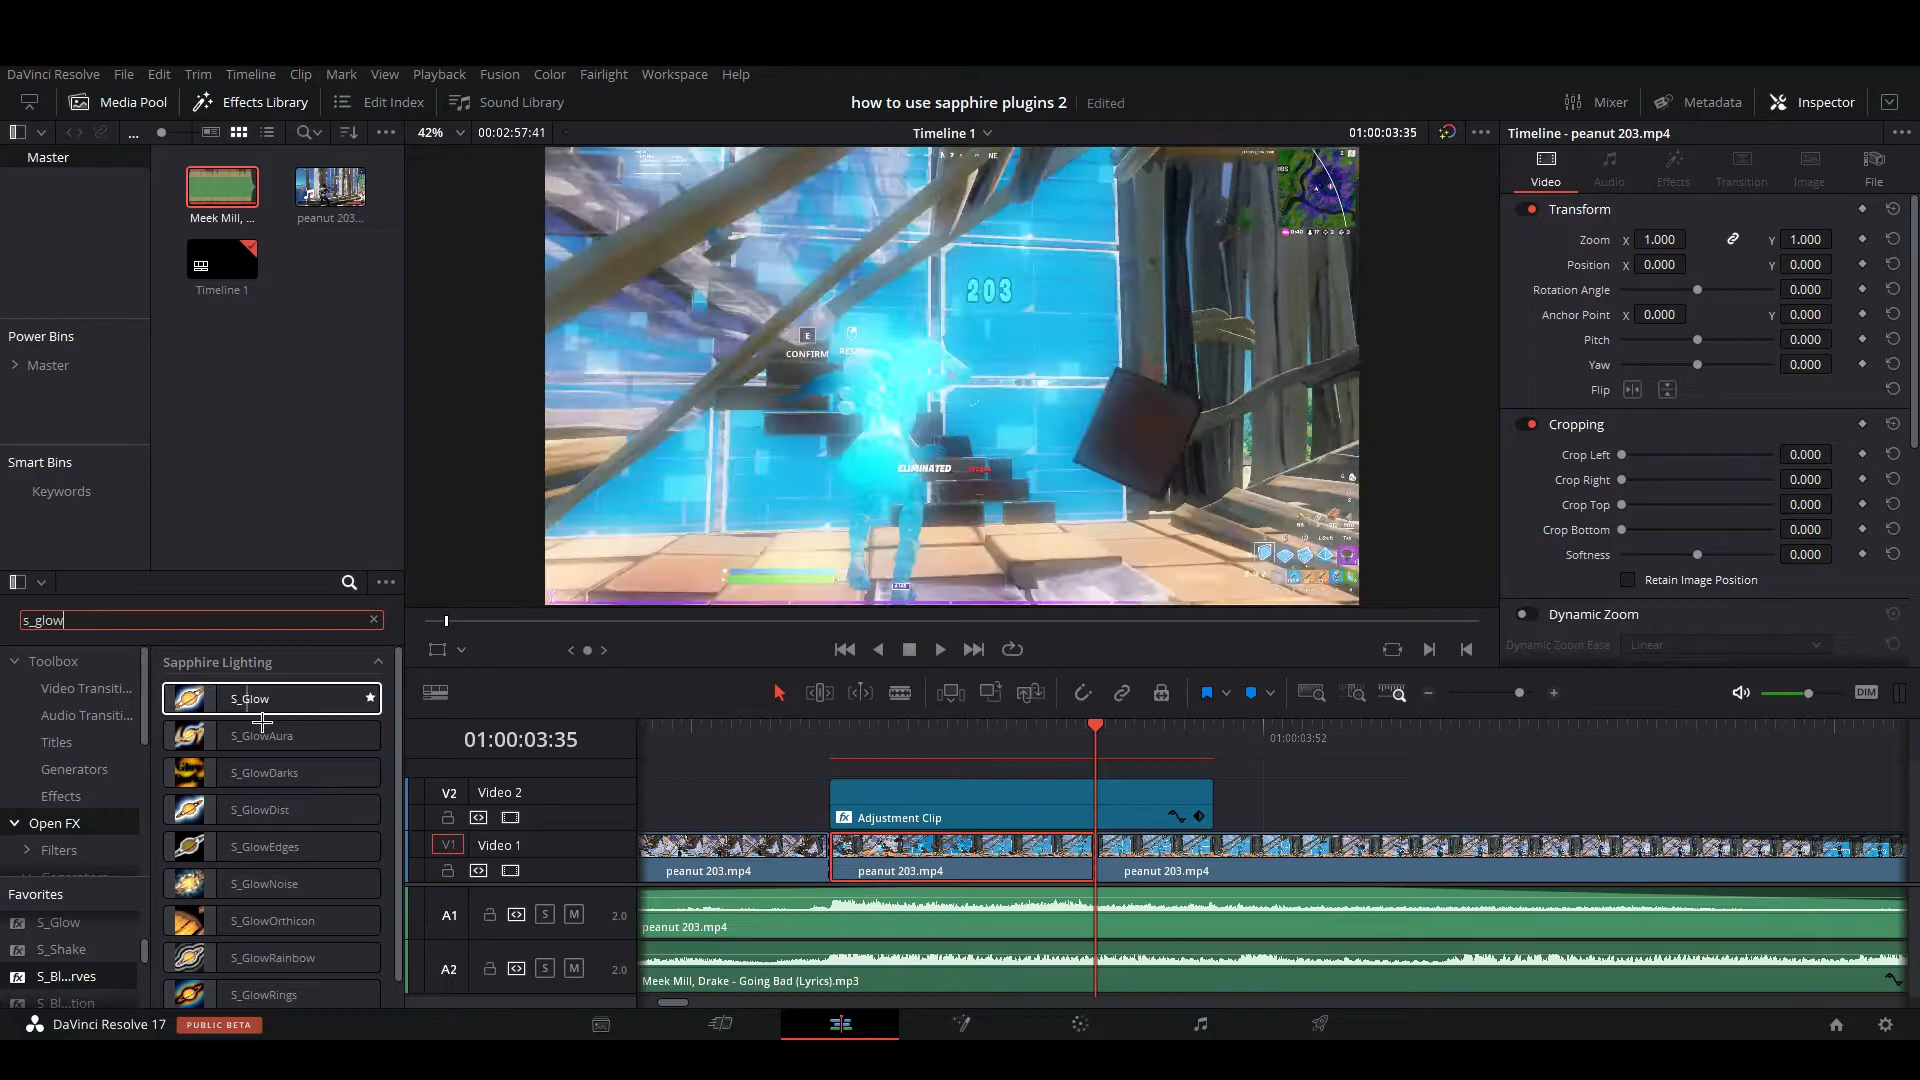 DaVinci Resolve File Edit Trim Timeline Clip Mark View Playback Fusion Color Fairlight Workspace Help
Media Pool Effects Library Edit Index Sound Library how to use sapphire plugins 2 Edited Mixer Metadata Inspector
... 42% 00:02:57:41 Timeline 1 01:00:03:35 Timeline - peanut 203.mp4
Master
Meek Mill, ... peanut 203...
Timeline 1
Power Bins
Master
Smart Bins
Keywords
NE
203
E
CONFIRM
ELIMINATED
Video Audio Effects Transition Image File
Transform
Zoom X 1.000 Y 1.000
Position X 0.000 Y 0.000
Rotation Angle 0.000
Anchor Point X 0.000 Y 0.000
Pitch 0.000
Yaw 0.000
Flip
Cropping
Crop Left 0.000
Crop Right 0.000
Crop Top 0.000
Crop Bottom 0.000
Softness 0.000
Retain Image Position
Dynamic Zoom
Dynamic Zoom Ease Linear
s_glow
Toolbox
Video Transiti...
Audio Transiti...
Titles
Generators
Effects
Open FX
Filters
Favorites
S_Glow
S_Shake
S_Bl...rves
S_Bl...tion
Sapphire Lighting
S_Glow
S_GlowAura
S_GlowDarks
S_GlowDist
S_GlowEdges
S_GlowNoise
S_GlowOrthicon
S_GlowRainbow
S_GlowRings
DIM
01:00:03:35 01:00:03:52
V2 Video 2
fx Adjustment Clip
V1 Video 1
peanut 203.mp4 peanut 203.mp4 peanut 203.mp4
A1 S M 2.0
peanut 203.mp4
A2 S M 2.0
Meek Mill, Drake - Going Bad (Lyrics).mp3
DaVinci Resolve 17 PUBLIC BETA